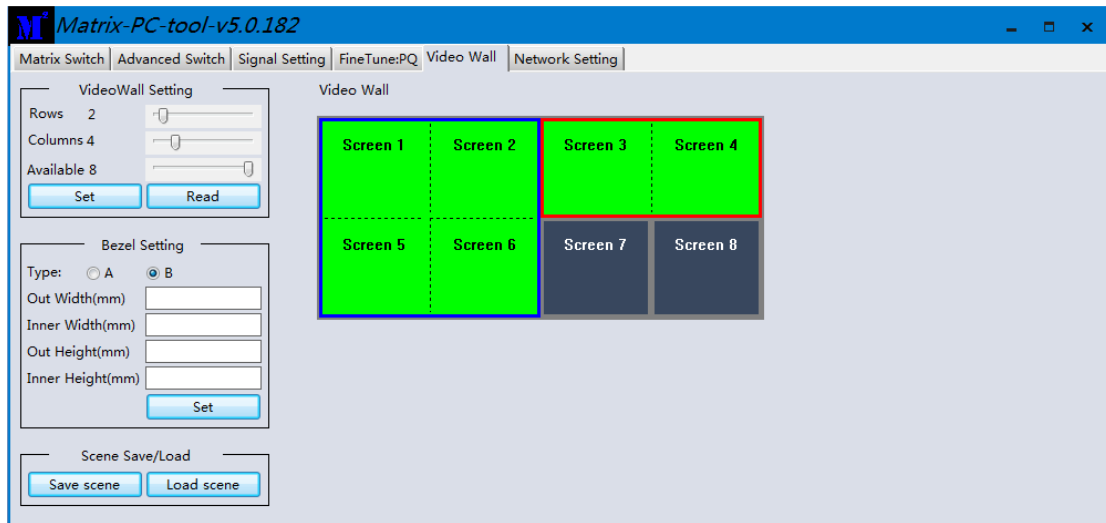 M Matrix-PC-tool-v5.0.182
Matrix Switch Advanced Switch Signal Setting FineTune:PQ Video Wall Network Setting
VideoWall Setting
Rows 2
Columns 4
Available 8
Set Read
Bezel Setting
Type: A B
Out Width(mm)
Inner Width(mm)
Out Height(mm)
Inner Height(mm)
Set
Scene Save/Load
Save scene Load scene
Video Wall
Screen 1 Screen 2 Screen 3 Screen 4
Screen 5 Screen 6 Screen 7 Screen 8